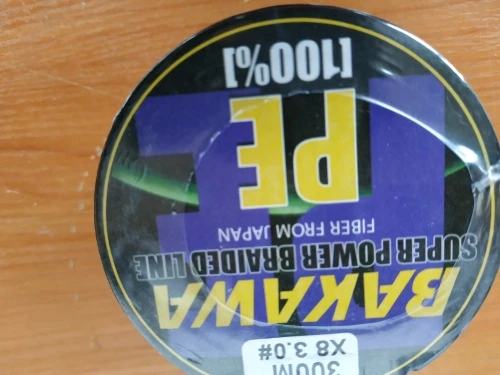 300M
X8 3.0#
BAKAWA
SUPER POWER BRAIDED LINE
FIBER FROM JAPAN
PE
[100%]